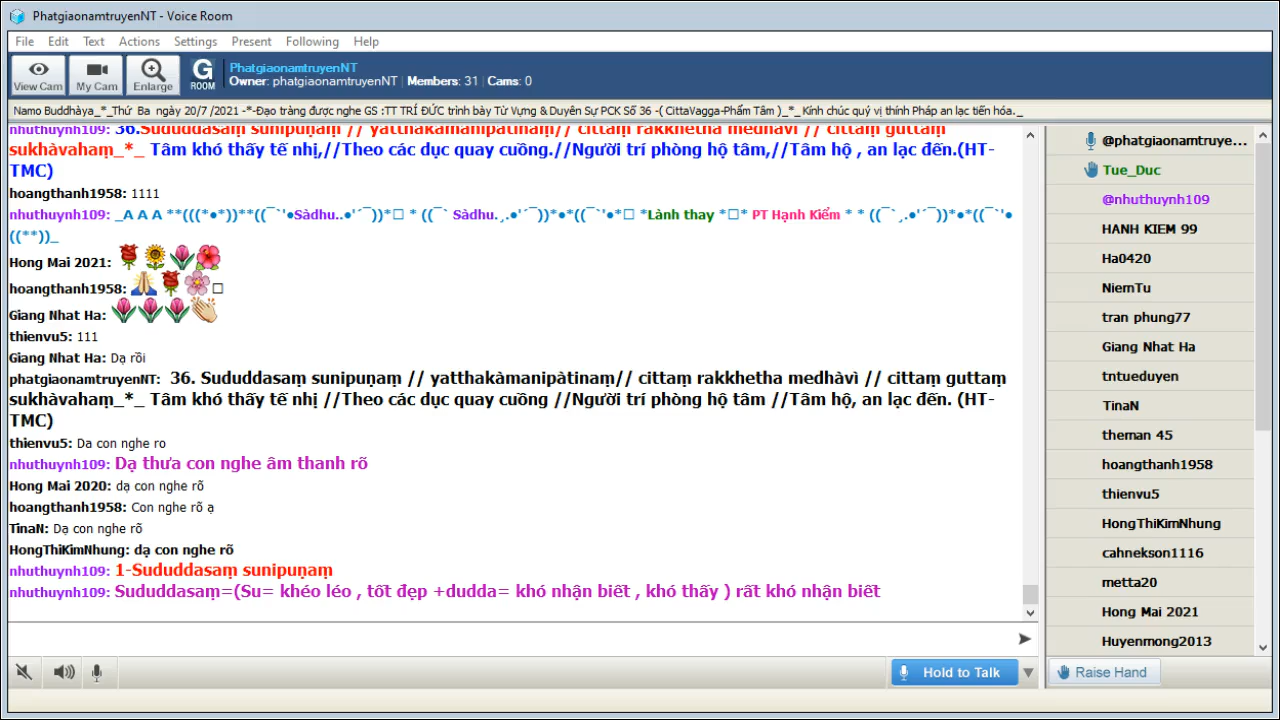 PhatgiaonamtruyenNT - Voice Room
File Edit Text Actions Settings Present Following Help
View Cam My Cam Enlarge G ROOM
PhatgiaonamtruyenNT
Owner: phatgiaonamtruyenNT Members: 31 Cams: 0
Namo Buddhàya_*_Thứ Ba ngày 20/7 /2021 -*-Đạo tràng được nghe GS :TT TRÍ ĐỨC trình bày Từ Vựng & Duyên Sự PCK Số 36 -( CittaVagga-Phẩm Tâm )_*_ Kính chúc quý vị thính Pháp an lạc tiến hóa._
nhuthuynh109: 36.Sududdasaṃ sunipuṇaṃ // yatthakàmanipàtinaṃ// cittaṃ rakkhetha medhàvì // cittaṃ guttaṃ
sukhàvahaṃ_*_ Tâm khó thấy tế nhị,//Theo các dục quay cuồng.//Người trí phòng hộ tâm,//Tâm hộ , an lạc đến.(HT-
TMC)
hoangthanh1958: 1111
nhuthuynh109: _A A A **(((*●*))**((¯`'●Sàdhu..●'´¯))*□ * ((¯` Sàdhu.¸.●'´¯))*●*((¯`'●*□ *Lành thay *□* PT Hạnh Kiểm * * ((¯`¸.●'´¯))*●*((¯`'●
((**))_
Hong Mai 2021: 🌹🌻🌷🌺
hoangthanh1958: 🙏🌹🌸□
Giang Nhat Ha: 🌷🌷🌷👏
thienvu5: 111
Giang Nhat Ha: Dạ rồi
phatgiaonamtruyenNT: 36. Sududdasaṃ sunipuṇaṃ // yatthakàmanipàtinaṃ// cittaṃ rakkhetha medhàvì // cittaṃ guttaṃ
sukhàvahaṃ_*_ Tâm khó thấy tế nhị //Theo các dục quay cuồng //Người trí phòng hộ tâm //Tâm hộ, an lạc đến. (HT-
TMC)
thienvu5: Da con nghe ro
nhuthuynh109: Dạ thưa con nghe âm thanh rõ
Hong Mai 2020: dạ con nghe rõ
hoangthanh1958: Con nghe rõ ạ
TinaN: Dạ con nghe rõ
HongThiKimNhung: dạ con nghe rõ
nhuthuynh109: 1-Sududdasaṃ sunipuṇaṃ
nhuthuynh109: Sududdasaṃ=(Su= khéo léo , tốt đẹp +dudda= khó nhận biết , khó thấy ) rất khó nhận biết
Hold to Talk
@phatgiaonamtruye...
Tue_Duc
@nhuthuynh109
HANH KIEM 99
Ha0420
NiemTu
tran phung77
Giang Nhat Ha
tntueduyen
TinaN
theman 45
hoangthanh1958
thienvu5
HongThiKimNhung
cahnekson1116
metta20
Hong Mai 2021
Huyenmong2013
Raise Hand